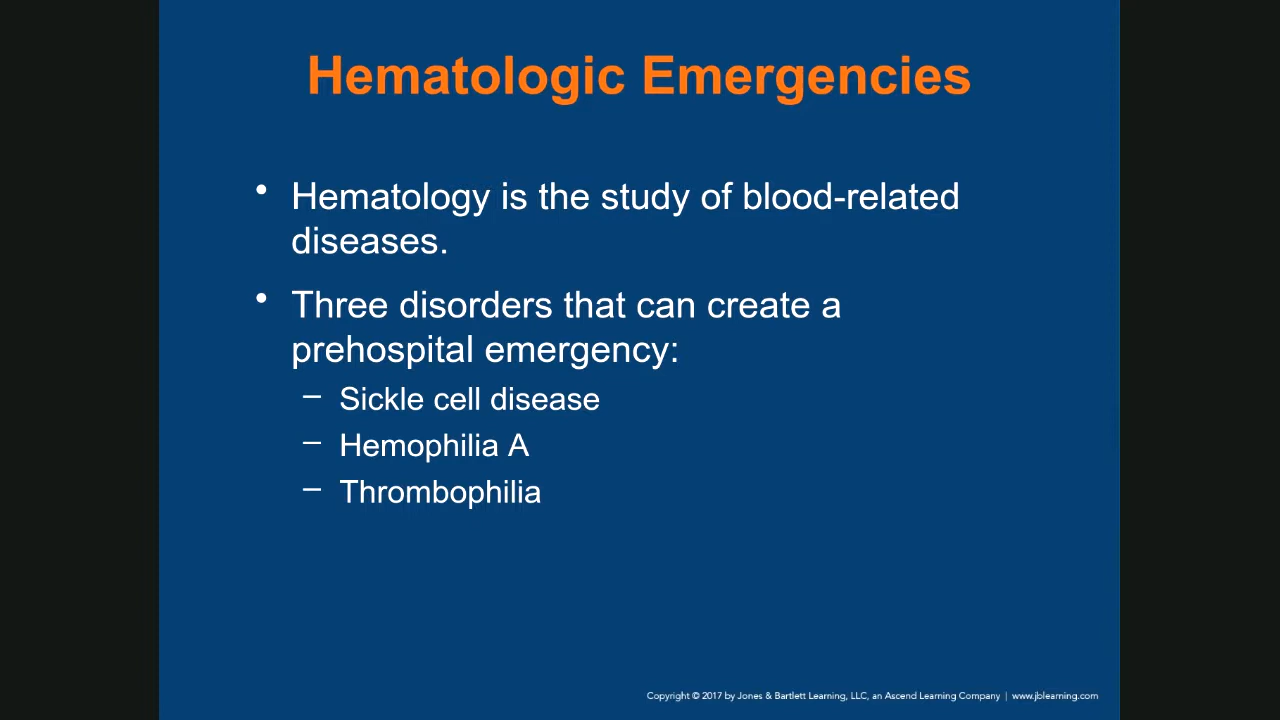 Hematologic Emergencies
• Hematology is the study of blood-related
diseases.
• Three disorders that can create a
prehospital emergency:
– Sickle cell disease
– Hemophilia A
– Thrombophilia
Copyright © 2017 by Jones & Bartlett Learning, LLC, an Ascend Learning Company | www.jblearning.com